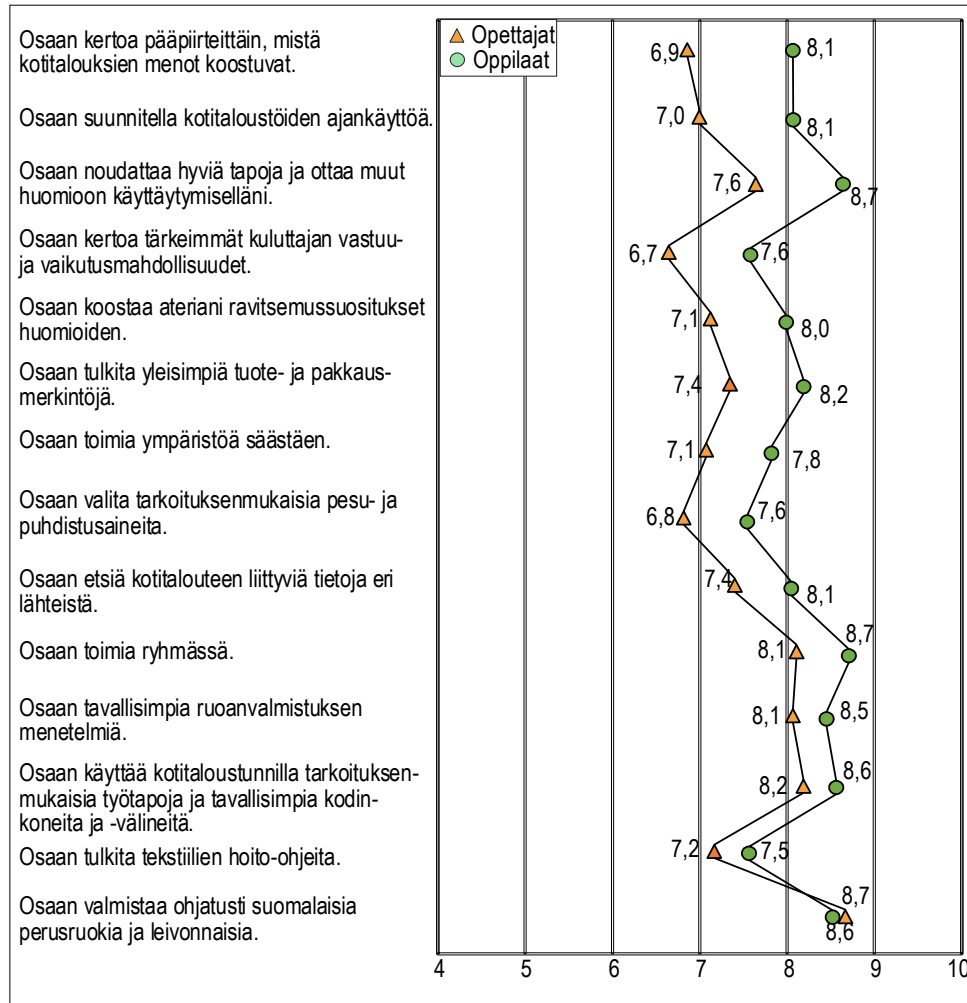 Opettajat
Oppilaat
Osaan kertoa pääpiirteittäin, mistä
kotitalouksien menot koostuvat.
6,9
8,1
Osaan suunnitella kotitaloustöiden ajankäyttöä.
7,0
8,1
Osaan noudattaa hyviä tapoja ja ottaa muut
huomioon käyttäytymiselläni.
7,6
8,7
Osaan kertoa tärkeimmät kuluttajan vastuu-
ja vaikutusmahdollisuudet.
6,7
7,6
Osaan koostaa ateriani ravitsemussuositukset
huomioiden.
7,1
8,0
Osaan tulkita yleisimpiä tuote- ja pakkaus-
merkintöjä.
7,4
8,2
Osaan toimia ympäristöä säästäen.
7,1
7,8
Osaan valita tarkoituksenmukaisia pesu- ja
puhdistusaineita.
6,8
7,6
Osaan etsiä kotitalouteen liittyviä tietoja eri
lähteistä.
7,4
8,1
Osaan toimia ryhmässä.
8,1
8,7
Osaan tavallisimpia ruoanvalmistuksen
menetelmiä.
8,1
8,5
Osaan käyttää kotitaloustunnilla tarkoituksen-
mukaisia työtapoja ja tavallisimpia kodin-
koneita ja -välineitä.
8,2
8,6
Osaan tulkita tekstiilien hoito-ohjeita.
7,2
7,5
Osaan valmistaa ohjatusti suomalaisia
perusruokia ja leivonnaisia.
8,7
8,6
4 5 6 7 8 9 10